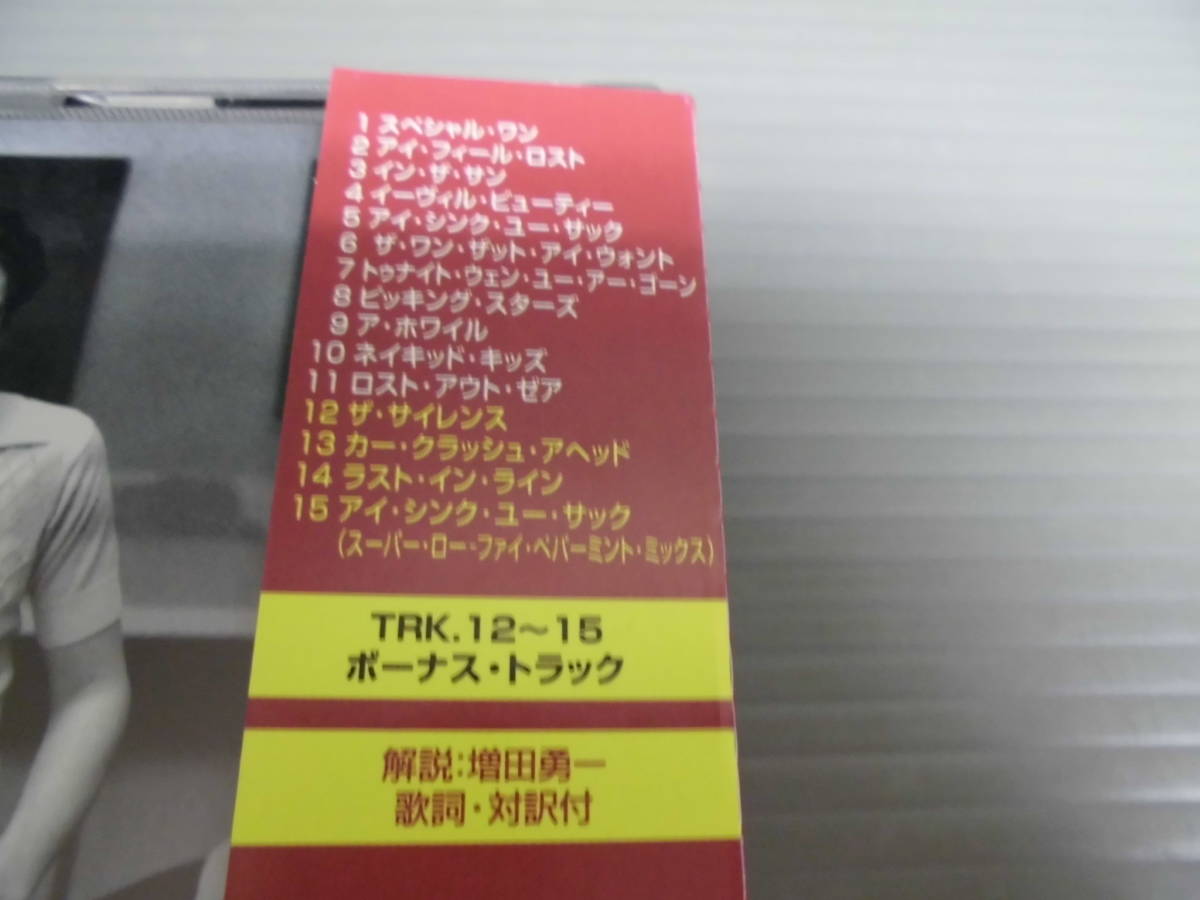 1 スペシャル・ワン
2 アイ・フィール・ロスト
3 イン・ザ・サン
4 イーヴィル・ビューティー
5 アイ・シンク・ユー・サック
6 ザ・ワン・ザット・アイ・ウォント
7 トゥナイト・ウェン・ユー・アー・ゴーン
8 ピッキング・スターズ
9 ア・ホワイル
10 ネイキッド・キッズ
11 ロスト・アウト・ゼア
12 ザ・サイレンス
13 カー・クラッシュ・アヘッド
14 ラスト・イン・ライン
15 アイ・シンク・ユー・サック
（スーパー・ロー・ファイ・ペパーミント・ミックス）
TRK.12〜15
ボーナス・トラック
解説：増田勇一
歌詞・対訳付